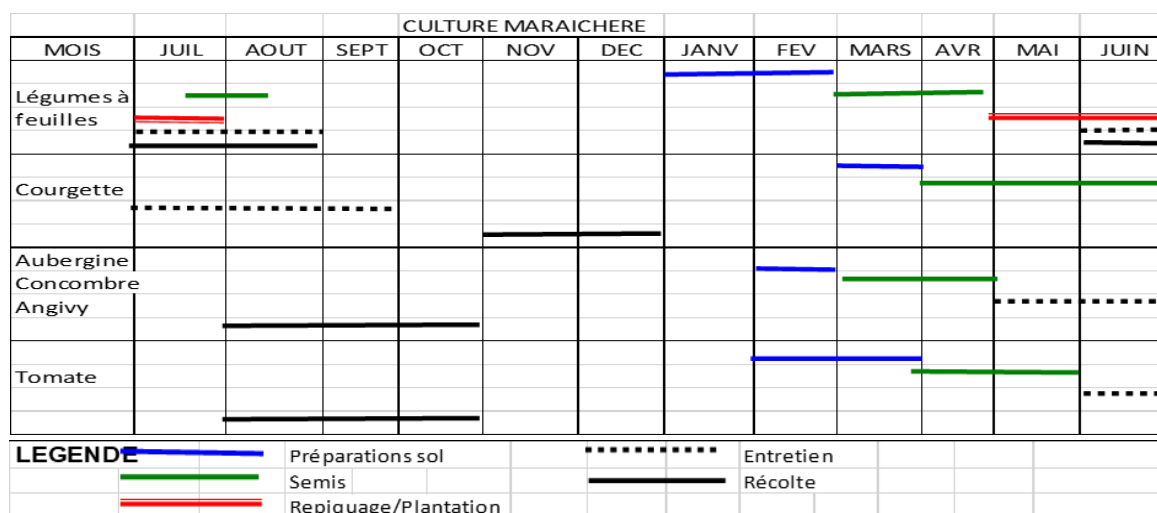 CULTURE MARAICHERE
MOIS JUIL AOUT SEPT OCT NOV DEC JANV FEV MARS AVR MAI JUIN
Légumes à
feuilles
Courgette
Aubergine
Concombre
Angivy
Tomate
LEGENDE Préparations sol Entretien
Semis Récolte
Repiquage/Plantation